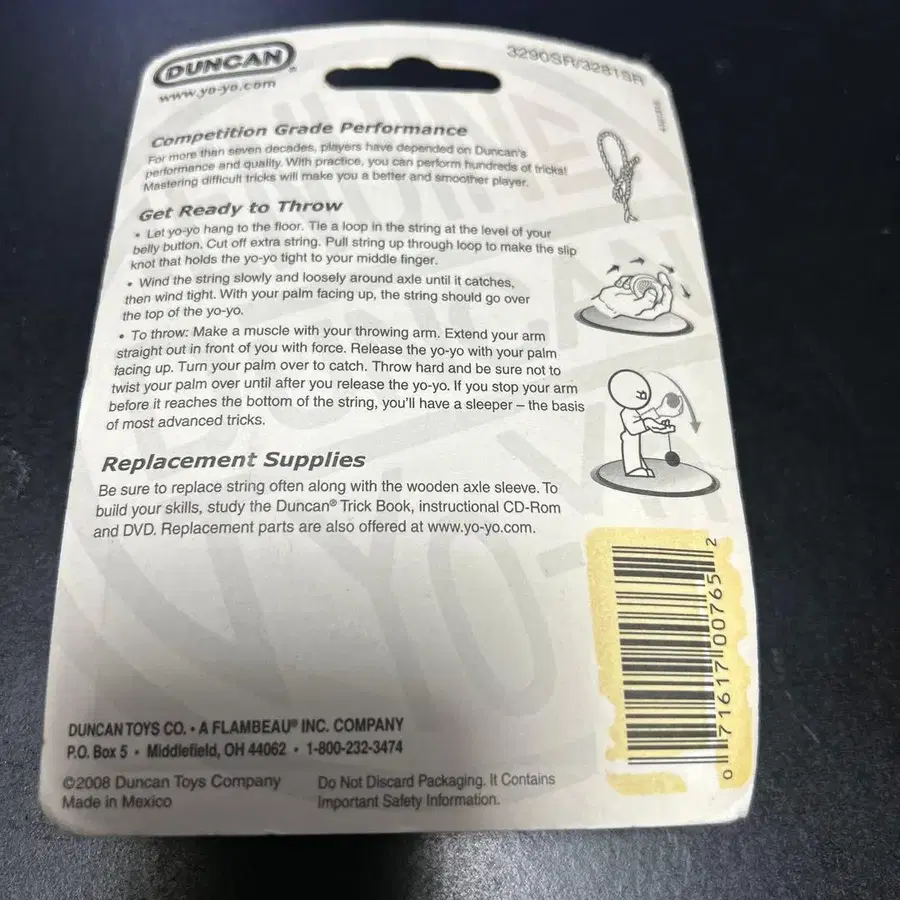 DUNCAN®
www.yo-yo.com
3290SR/3281SR
Competition Grade Performance
For more than seven decades, players have depended on Duncan's
performance and quality. With practice, you can perform hundreds of tricks!
Mastering difficult tricks will make you a better and smoother player.
Get Ready to Throw
• Let yo-yo hang to the floor. Tie a loop in the string at the level of your
belly button. Cut off extra string. Pull string up through loop to make the slip
knot that holds the yo-yo tight to your middle finger.
• Wind the string slowly and loosely around axle until it catches,
then wind tight. With your palm facing up, the string should go over
the top of the yo-yo.
• To throw: Make a muscle with your throwing arm. Extend your arm
straight out in front of you with force. Release the yo-yo with your palm
facing up. Turn your palm over to catch. Throw hard and be sure not to
twist your palm over until after you release the yo-yo. If you stop your arm
before it reaches the bottom of the string, you'll have a sleeper – the basis
of most advanced tricks.
Replacement Supplies
Be sure to replace string often along with the wooden axle sleeve. To
build your skills, study the Duncan® Trick Book, instructional CD-Rom
and DVD. Replacement parts are also offered at www.yo-yo.com.
0 71617 00765 2
DUNCAN TOYS CO. • A FLAMBEAU® INC. COMPANY
P.O. Box 5 • Middlefield, OH 44062 • 1-800-232-3474
©2008 Duncan Toys Company
Made in Mexico
Do Not Discard Packaging. It Contains
Important Safety Information.